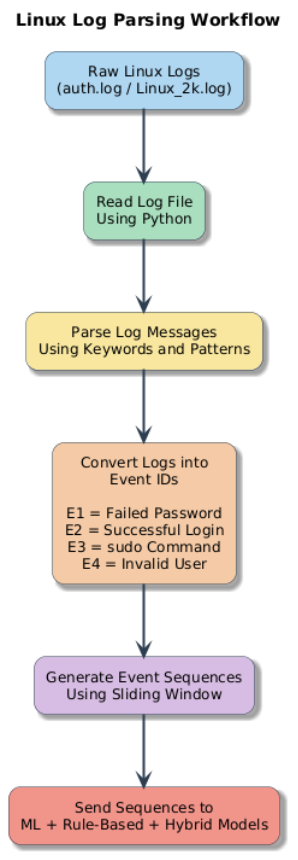 Linux Log Parsing Workflow
Raw Linux Logs
(auth.log / Linux_2k.log)
Read Log File
Using Python
Parse Log Messages
Using Keywords and Patterns
Convert Logs into
Event IDs
E1 = Failed Password
E2 = Successful Login
E3 = sudo Command
E4 = Invalid User
Generate Event Sequences
Using Sliding Window
Send Sequences to
ML + Rule-Based + Hybrid Models